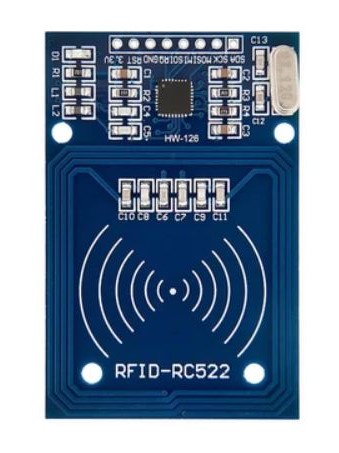 C13
D1
R1
L1
L2
3.3V
RST
GND
IRQ
MISO
MOSI
SCK
SDA
C1
R2
C4
C5
C2
R3
R4
C3
C12
HW-126
C10 C8 C6 C7 C9 C11
RFID-RC522